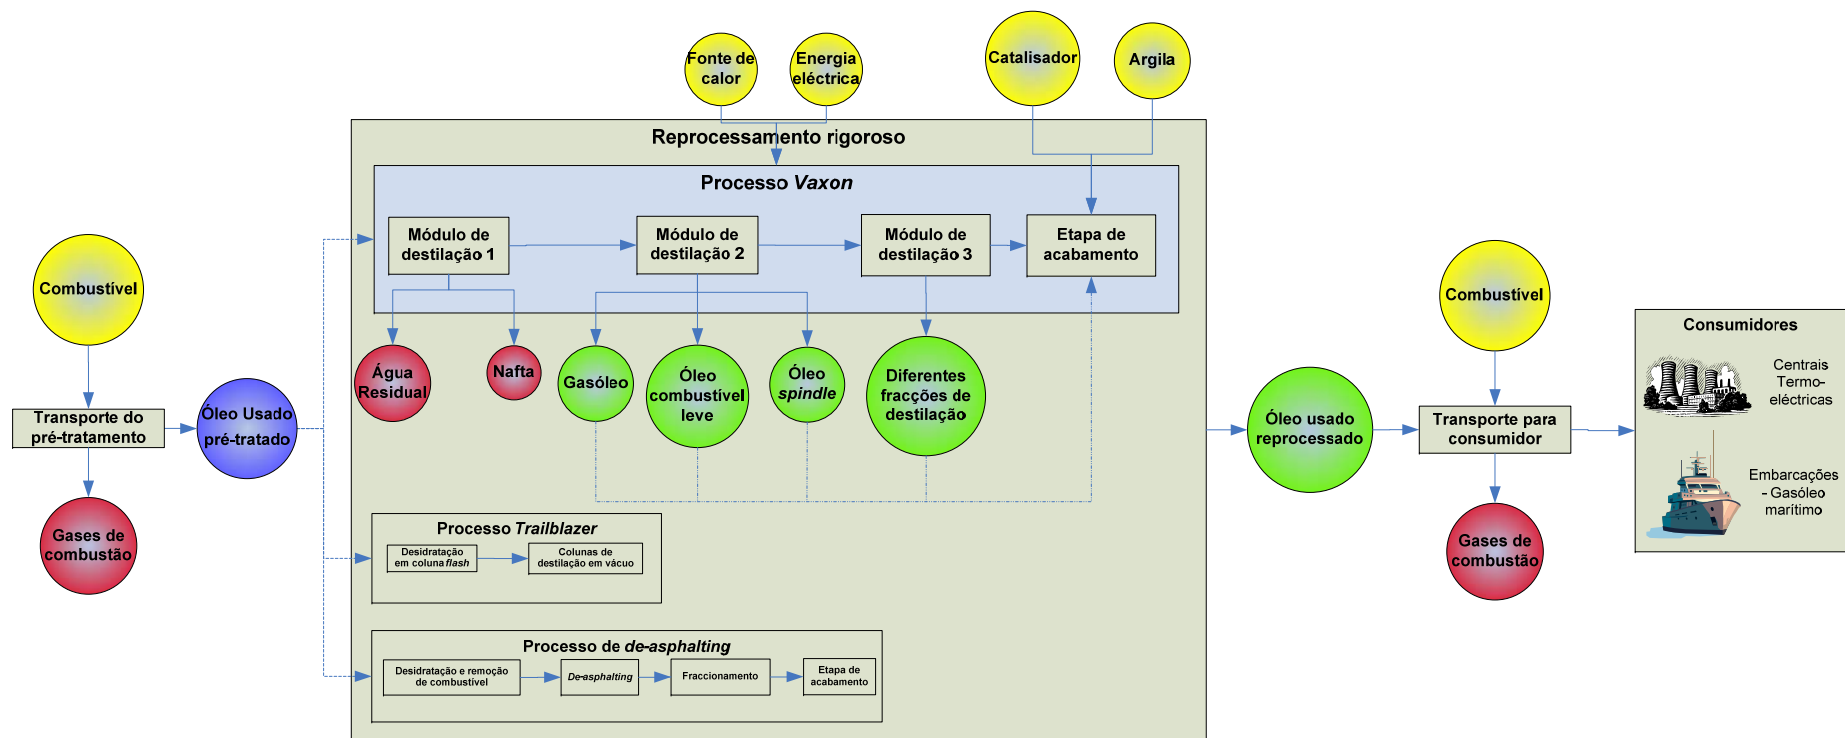 Fonte de
calor
Energia
eléctrica
Catalisador
Argila
Reprocessamento rigoroso
Processo Vaxon
Módulo de
destilação 1
Módulo de
destilação 2
Módulo de
destilação 3
Etapa de
acabamento
Combustível
Água
Residual
Nafta
Gasóleo
Óleo
combustível
leve
Óleo
spindle
Diferentes
fracções de
destilação
Transporte do
pré-tratamento
Óleo Usado
pré-tratado
Gases de
combustão
Processo Trailblazer
Desidratação
em coluna flash
Colunas de
destilação em vácuo
Processo de de-asphalting
Desidratação e remoção
de combustível
De-asphalting
Fraccionamento
Etapa de
acabamento
Óleo usado
reprocessado
Combustível
Transporte para
consumidor
Gases de
combustão
Consumidores
Centrais
Termo-
eléctricas
Embarcações
- Gasóleo
marítimo